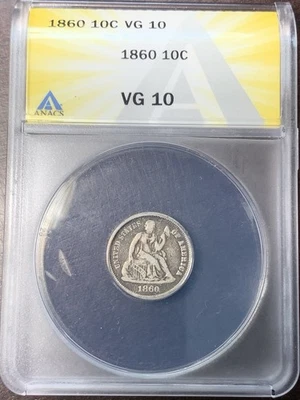 1860 10C VG 10
1860 10C
ANACS
VG 10
UNITED STATES OF AMERICA
1860